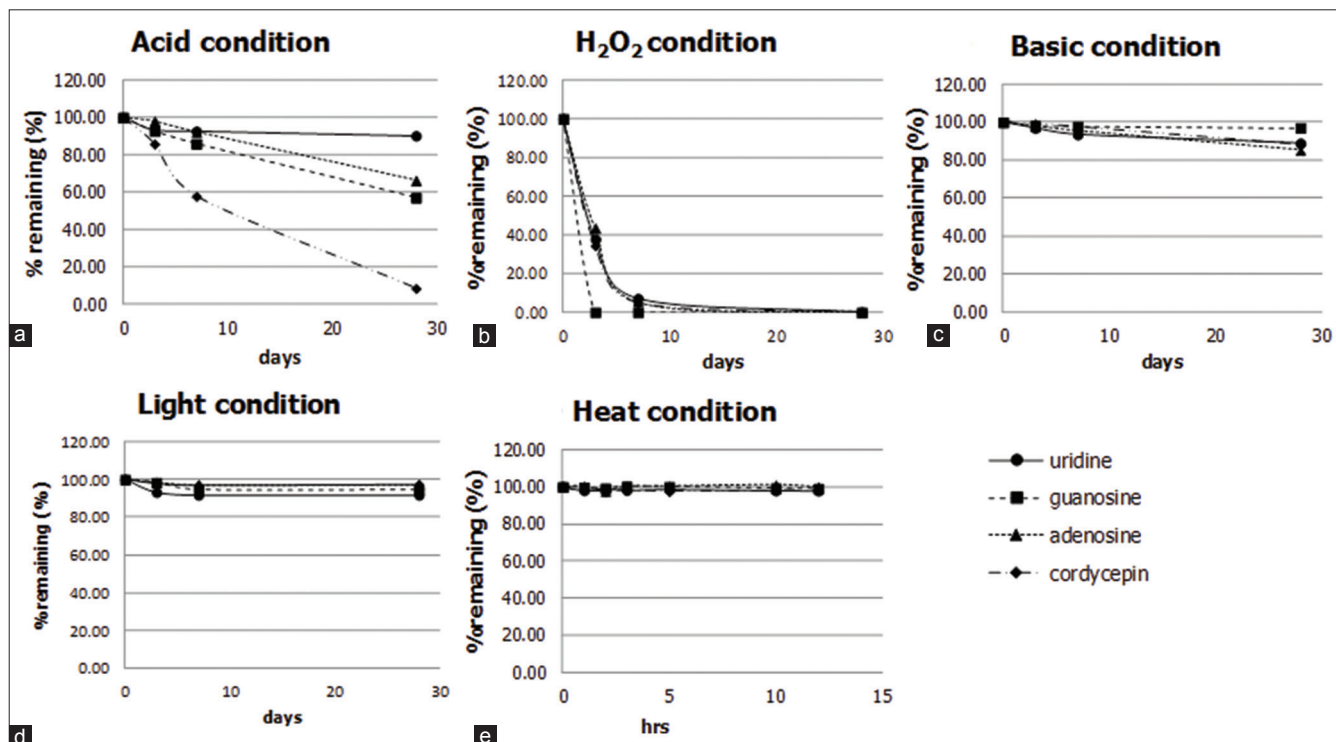 Acid condition
120.00
100.00
80.00
60.00
40.00
20.00
0.00
% remaining (%)
0 10 20 30
days
a
H₂O₂ condition
120.00
100.00
80.00
60.00
40.00
20.00
0.00
%remaining (%)
0 10 20 30
days
b
Basic condition
120.00
100.00
80.00
60.00
40.00
20.00
0.00
%remaining (%)
0 10 20 30
days
c
Light condition
120.00
100.00
80.00
60.00
40.00
20.00
0.00
%remaining (%)
0 10 20 30
days
d
Heat condition
120.00
100.00
80.00
60.00
40.00
20.00
0.00
%remaining (%)
0 5 10 15
hrs
e
uridine
guanosine
adenosine
cordycepin